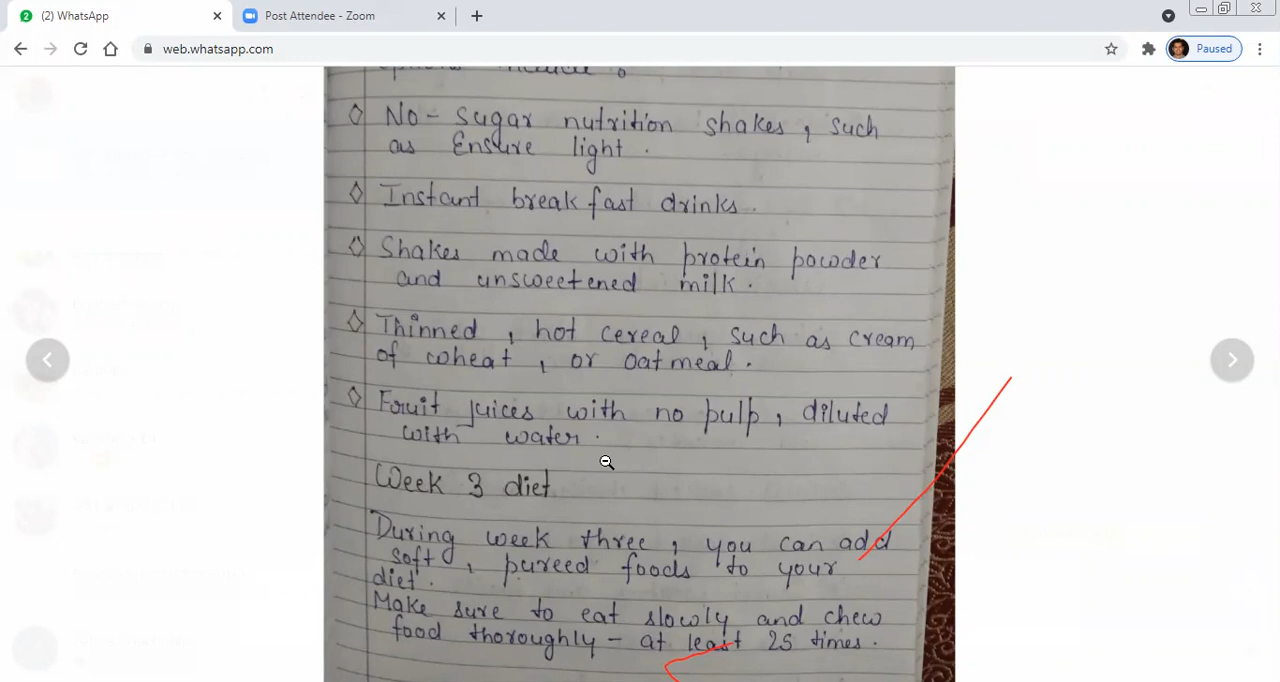 (2) WhatsApp
Post Attendee - Zoom
web.whatsapp.com
Paused
No - sugar nutrition shakes, such
as Ensure light.
Instant breakfast drinks.
Shakes made with protein powder
and unsweetened milk.
Thinned, hot cereal, such as cream
of wheat, or oatmeal.
Fruit juices with no pulp, diluted
with water.
Week 3 diet
During week three, you can add
soft, pureed foods to your
diet.
Make sure to eat slowly and chew
food thoroughly - at least 25 times.